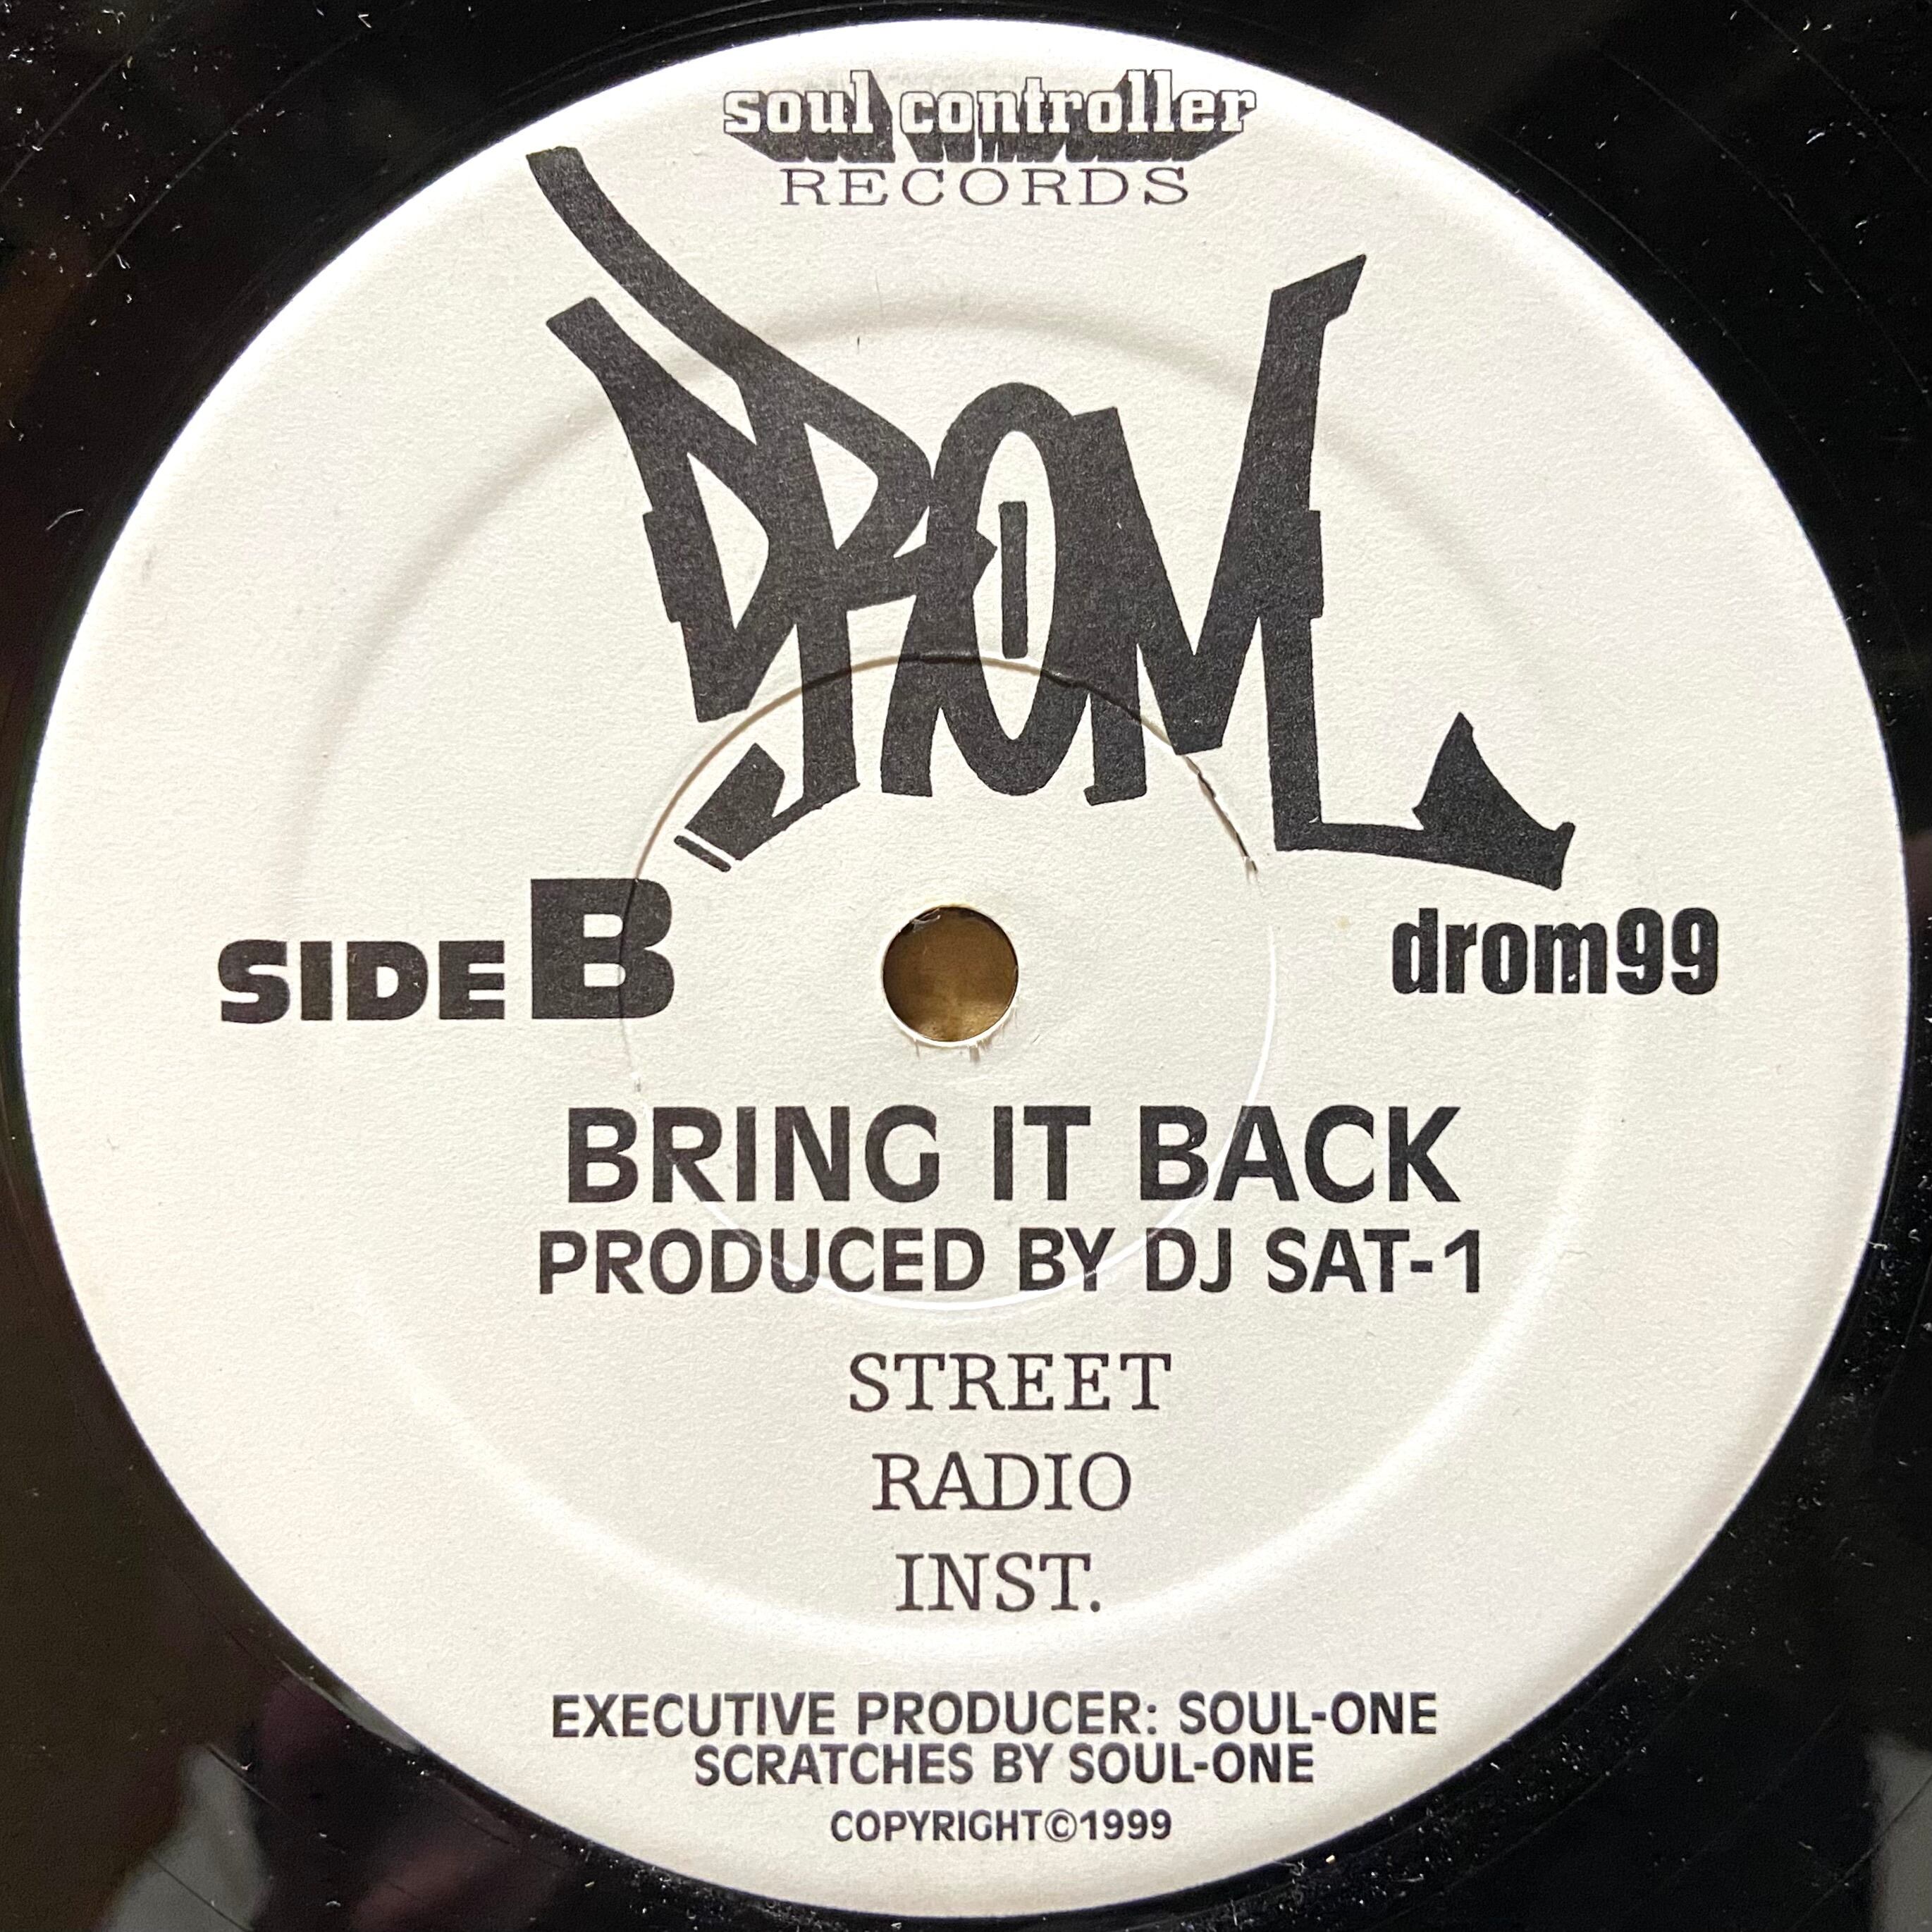 soul controller
RECORDS
DROM
SIDE B
drom99
BRING IT BACK
PRODUCED BY DJ SAT-1
STREET
RADIO
INST.
EXECUTIVE PRODUCER: SOUL-ONE
SCRATCHES BY SOUL-ONE
COPYRIGHT©1999